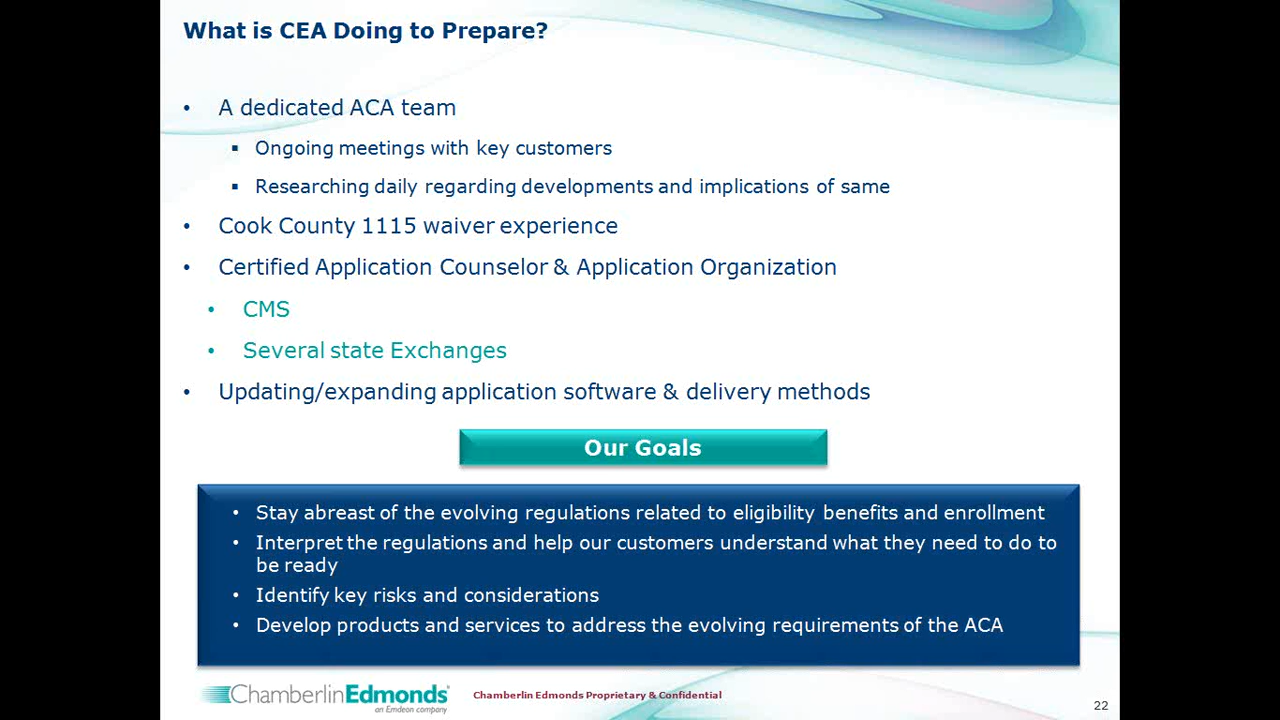 What is CEA Doing to Prepare?
• A dedicated ACA team
▪ Ongoing meetings with key customers
▪ Researching daily regarding developments and implications of same
• Cook County 1115 waiver experience
• Certified Application Counselor & Application Organization
• CMS
• Several state Exchanges
• Updating/expanding application software & delivery methods
Our Goals
• Stay abreast of the evolving regulations related to eligibility benefits and enrollment
• Interpret the regulations and help our customers understand what they need to do to
be ready
• Identify key risks and considerations
• Develop products and services to address the evolving requirements of the ACA
ChamberlinEdmonds
an Emdeon company
Chamberlin Edmonds Proprietary & Confidential
22